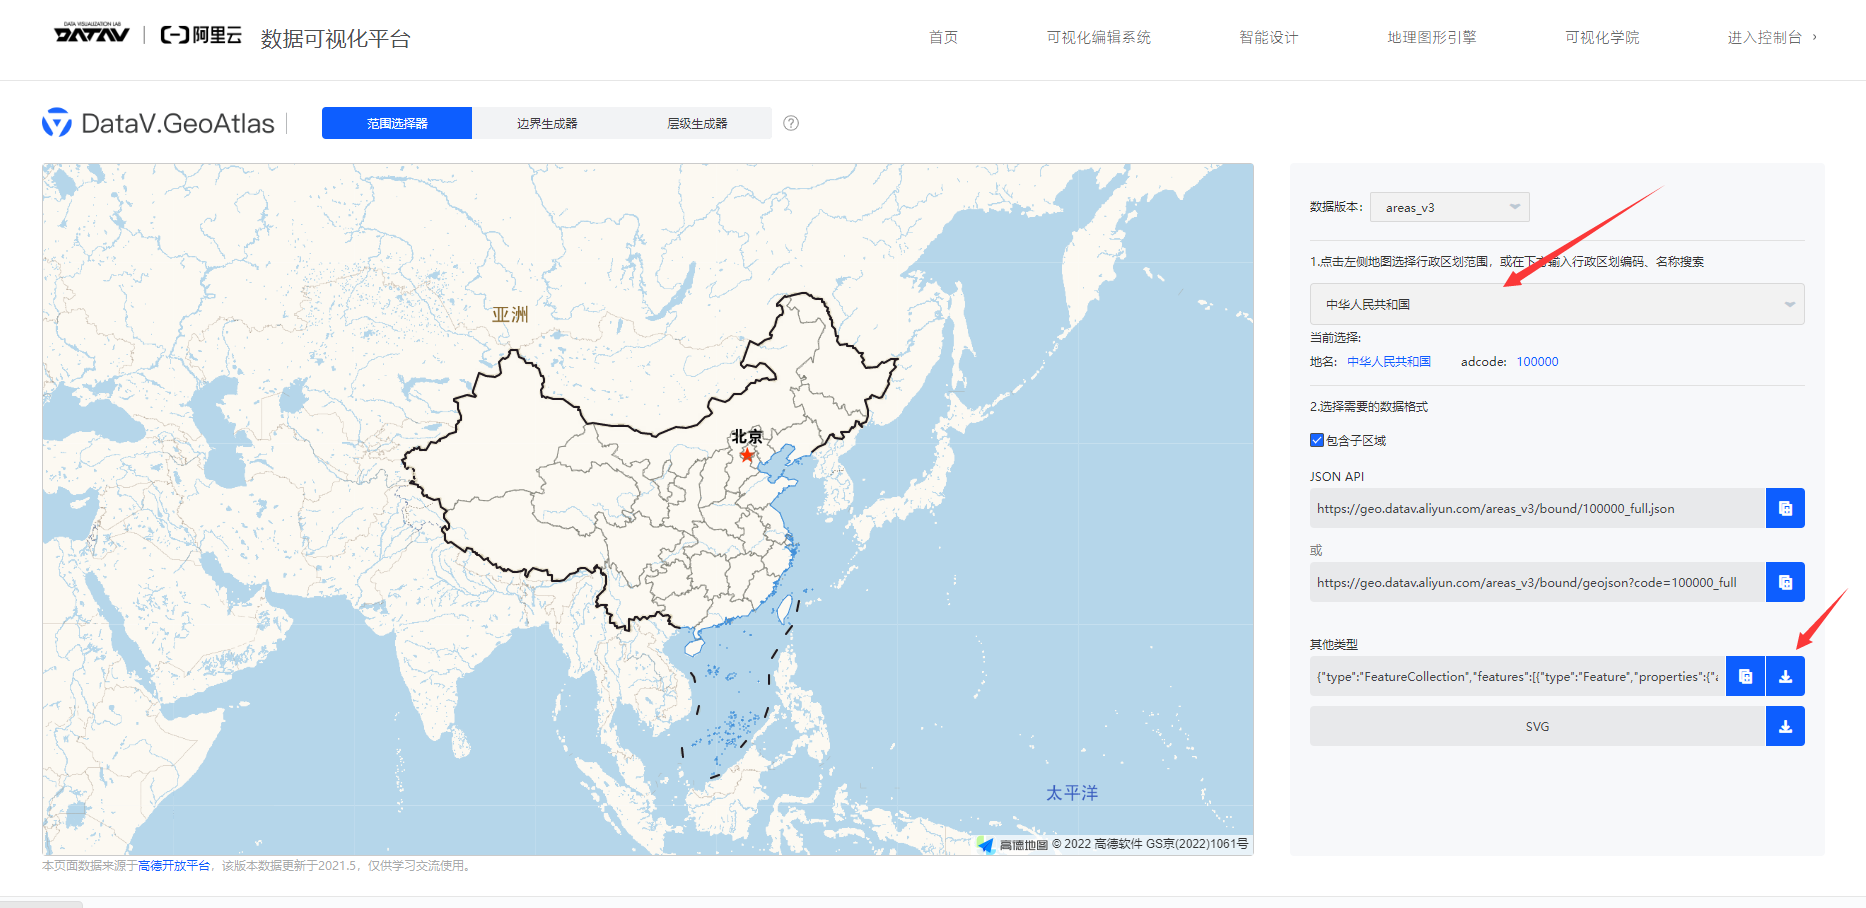 DATA VISUALIZATION LAB
DATAV
阿里云
数据可视化平台
首页
可视化编辑系统
智能设计
地理图形引擎
可视化学院
进入控制台 ›
DataV.GeoAtlas
范围选择器
边界生成器
层级生成器
?
亚洲
北京
太平洋
高德地图 © 2022 高德软件 GS京(2022)1061号
本页面数据来源于高德开放平台，该版本数据更新于2021.5，仅供学习交流使用。
数据版本：
areas_v3
1.点击左侧地图选择行政区划范围，或在下方输入行政区划编码、名称搜索
中华人民共和国
当前选择:
地名： 中华人民共和国 adcode: 100000
2.选择需要的数据格式
包含子区域
JSON API
https://geo.datav.aliyun.com/areas_v3/bound/100000_full.json
或
https://geo.datav.aliyun.com/areas_v3/bound/geojson?code=100000_full
其他类型
{"type":"FeatureCollection","features":[{"type":"Feature","properties":{"a
SVG